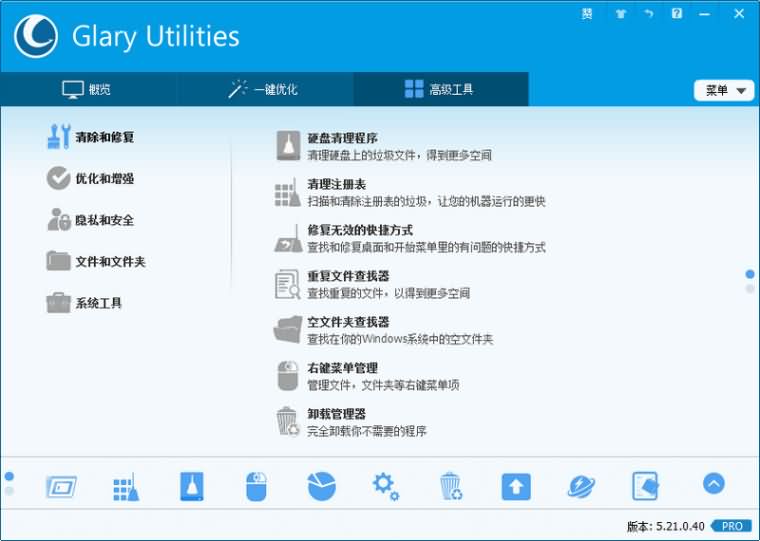 Glary Utilities
赞
概览
一键优化
高级工具
菜单
清除和修复
优化和增强
隐私和安全
文件和文件夹
系统工具
硬盘清理程序
清理硬盘上的垃圾文件，得到更多空间
清理注册表
扫描和清除注册表的垃圾，让您的机器运行的更快
修复无效的快捷方式
查找和修复桌面和开始菜单里的有问题的快捷方式
重复文件查找器
查找重复的文件，以得到更多空间
空文件夹查找器
查找在你的Windows系统中的空文件夹
右键菜单管理
管理文件，文件夹等右键菜单项
卸载管理器
完全卸载你不需要的程序
版本: 5.21.0.40 PRO